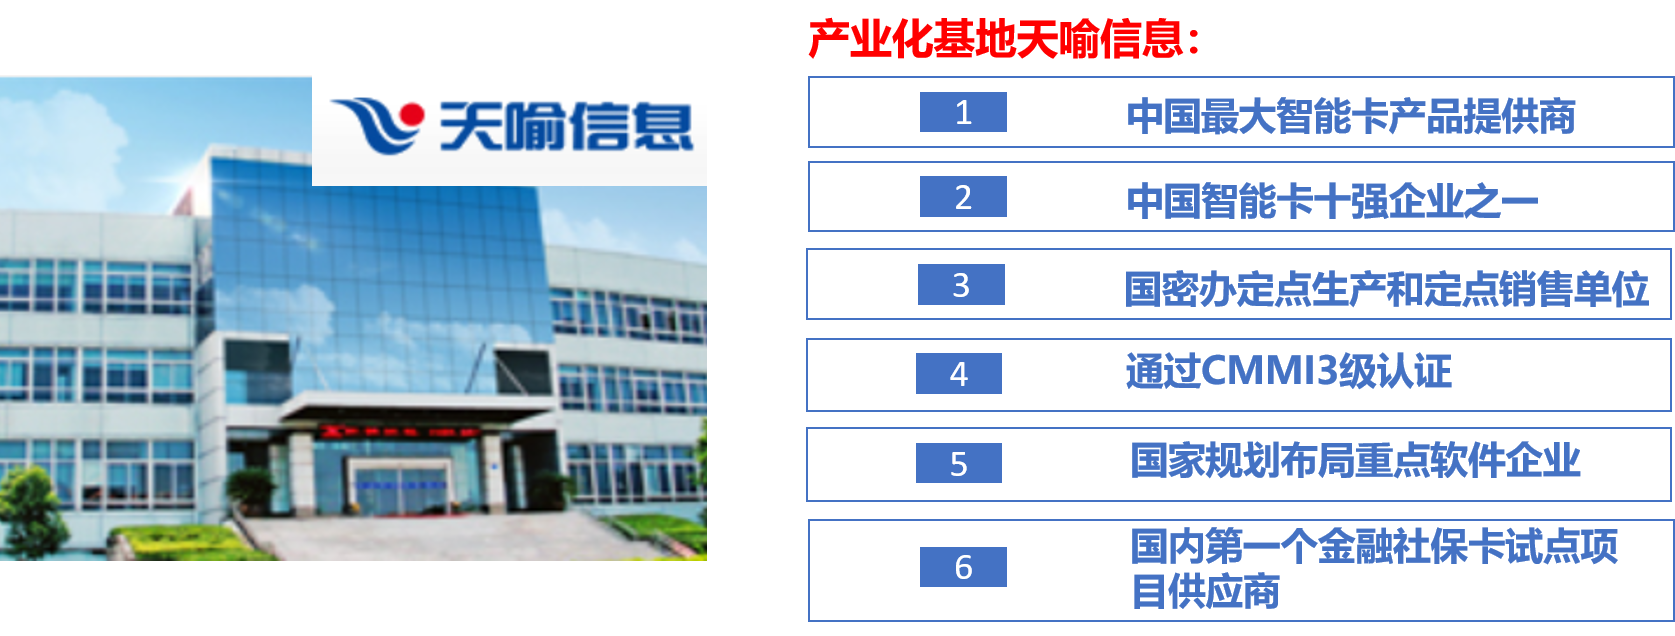 天喻信息
产业化基地天喻信息：
1 中国最大智能卡产品提供商
2 中国智能卡十强企业之一
3 国密办定点生产和定点销售单位
4 通过CMMI3级认证
5 国家规划布局重点软件企业
6 国内第一个金融社保卡试点项
目供应商